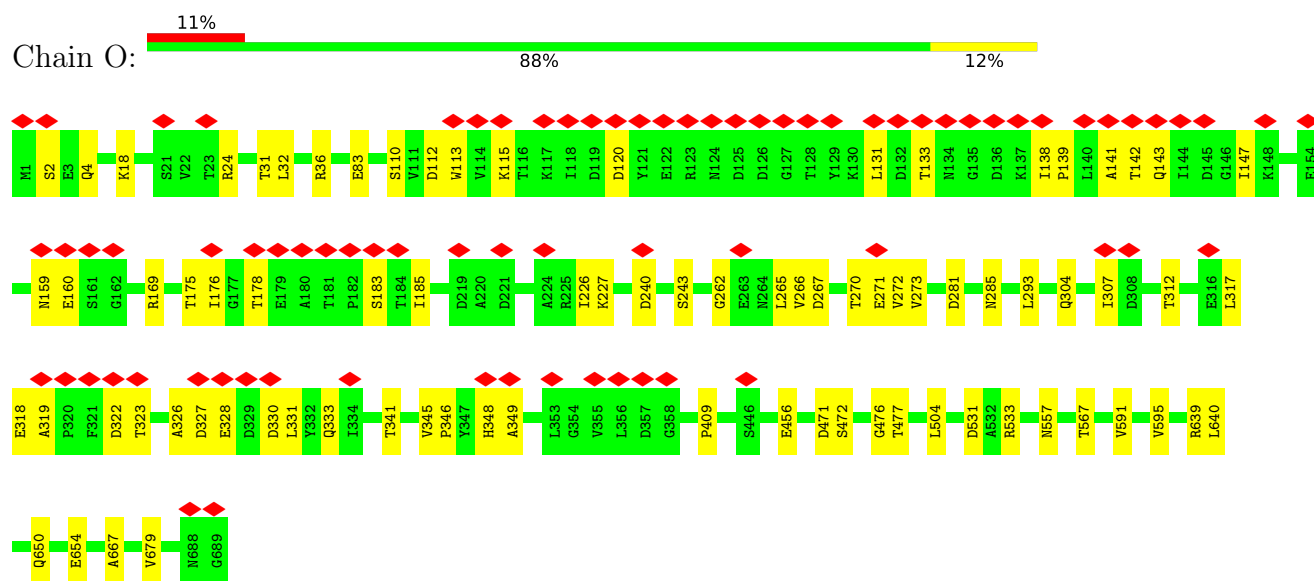 11%
Chain O:
88% 12%
M1 S2 E3 Q4 K18 S21 V22 T23 R24 T31 L32 R36 E83 S110 V111 D112 W113 V114 K115 T116 K117 I118 D119 D120 Y121 E122 R123 N124 D125 D126 G127 T128 Y129 K130 L131 D132 T133 N134 G135 D136 K137 I138 P139 L140 A141 T142 Q143 I144 D145 G146 I147 K148 E154
N159 E160 S161 G162 R169 T175 I176 G177 T178 E179 A180 T181 P182 S183 T184 I185 D219 A220 D221 A224 R225 I226 K227 D240 S243 G262 E263 N264 L265 V266 D267 T270 E271 V272 V273 D281 N285 L293 Q304 I307 D308 T312 E316 L317
E318 A319 P320 F321 D322 T323 A326 D327 E328 D329 D330 L331 Y332 Q333 I334 T341 V345 P346 Y347 H348 A349 L353 G354 V355 L356 D357 G358 P409 S446 E456 D471 S472 G476 T477 L504 D531 A532 R533 N557 T567 V591 V595 R639 L640
Q650 E654 A667 V679 N688 G689